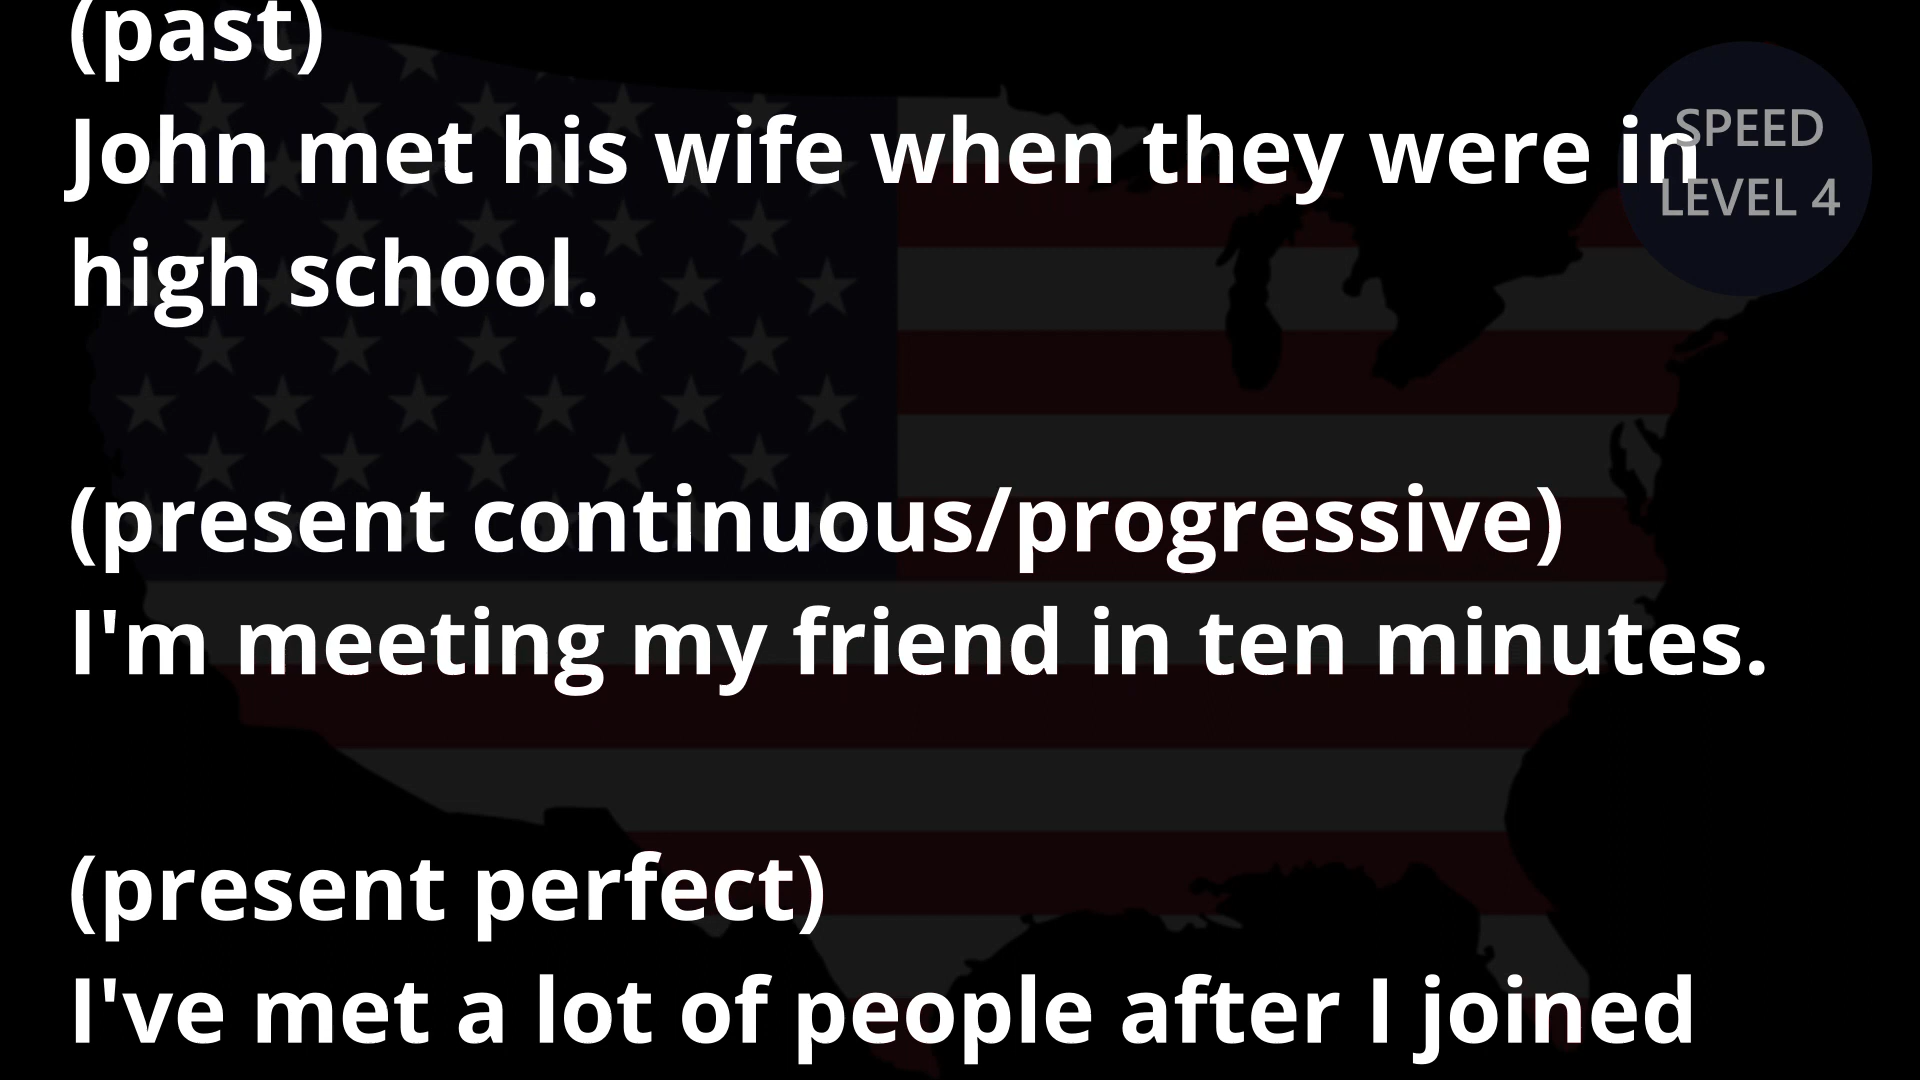 (past)
John met his wife when they were in
high school.
(present continuous/progressive)
I'm meeting my friend in ten minutes.
(present perfect)
I've met a lot of people after I joined
SPEED
LEVEL 4